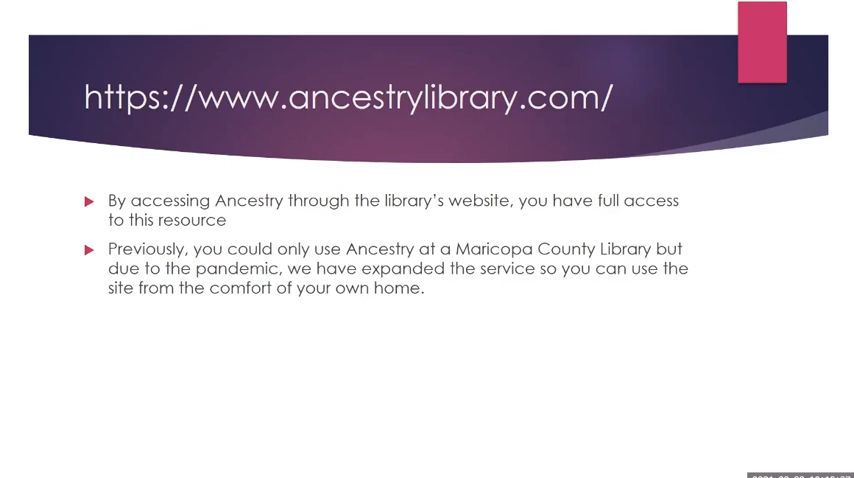 https://www.ancestrylibrary.com/
By accessing Ancestry through the library's website, you have full access
to this resource
Previously, you could only use Ancestry at a Maricopa County Library but
due to the pandemic, we have expanded the service so you can use the
site from the comfort of your own home.